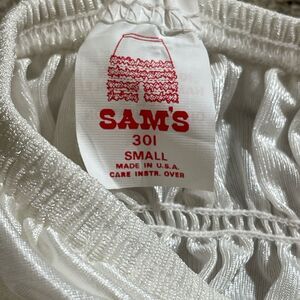 SAM'S
301
SMALL
MADE IN U.S.A.
CARE INSTR. OVER